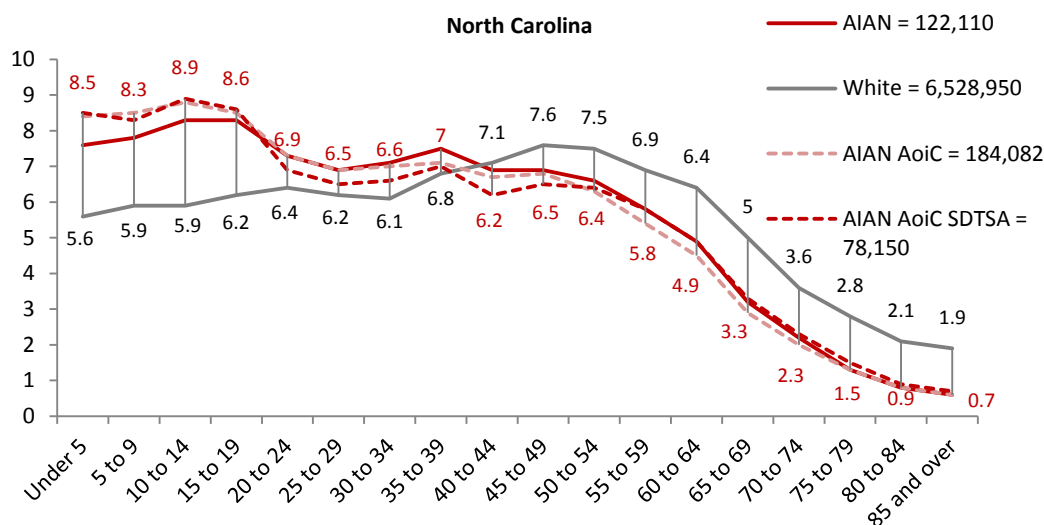 North Carolina
AIAN = 122,110
White = 6,528,950
AIAN AoiC = 184,082
AIAN AoiC SDTSA =
78,150
10
9
8
7
6
5
4
3
2
1
0
8.5
8.3
8.9
8.6
6.9
6.5
6.6
7
6.2
6.5
6.4
5.8
4.9
3.3
2.3
1.5
0.9
0.7
5.6
5.9
5.9
6.2
6.4
6.2
6.1
6.8
7.1
7.6
7.5
6.9
6.4
5
3.6
2.8
2.1
1.9
Under 5
5 to 9
10 to 14
15 to 19
20 to 24
25 to 29
30 to 34
35 to 39
40 to 44
45 to 49
50 to 54
55 to 59
60 to 64
65 to 69
70 to 74
75 to 79
80 to 84
85 and over